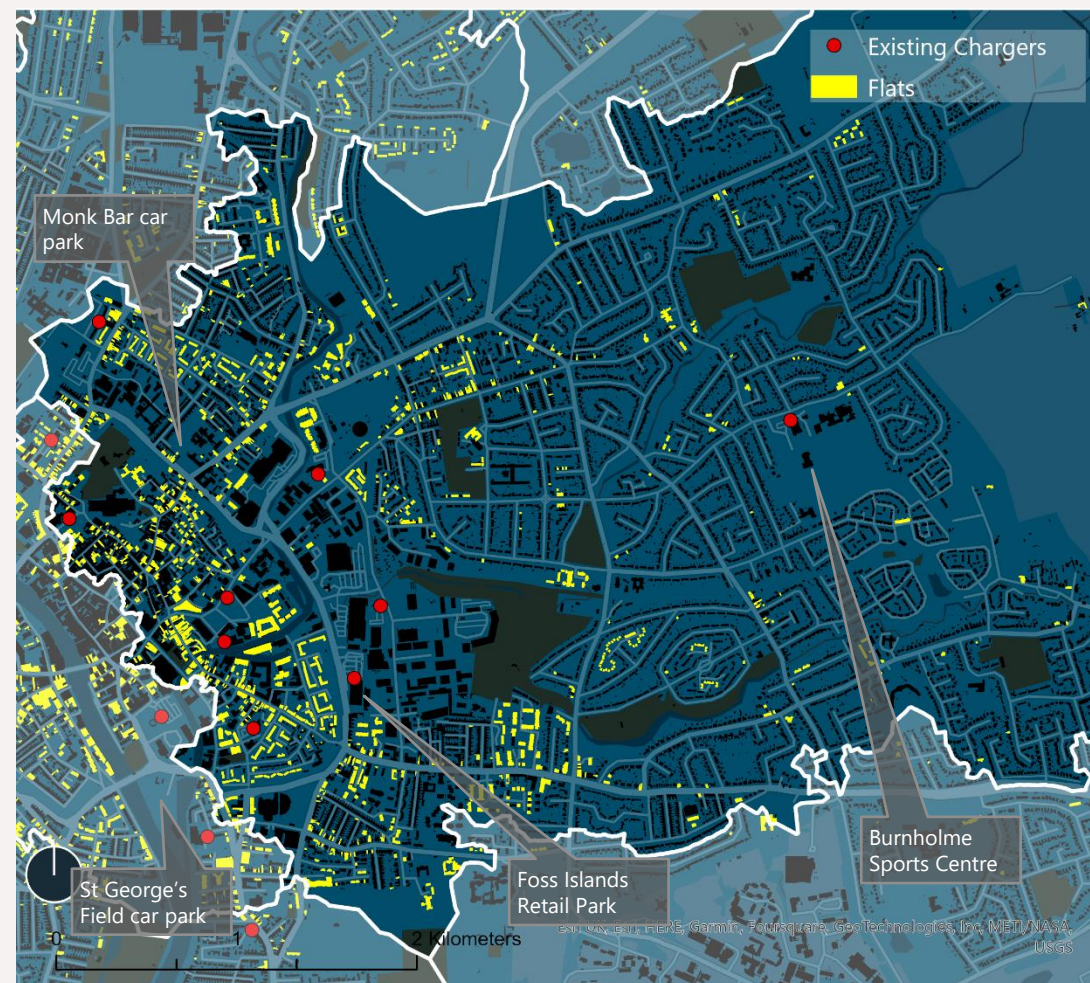 Existing Chargers
Flats
Monk Bar car
park
St George's
Field car park
Foss Islands
Retail Park
Burnholme
Sports Centre
0 1 2 Kilometers
Esri UK, Esri, HERE, Garmin, Foursquare, GeoTechnologies, Inc, METI/NASA,
USGS